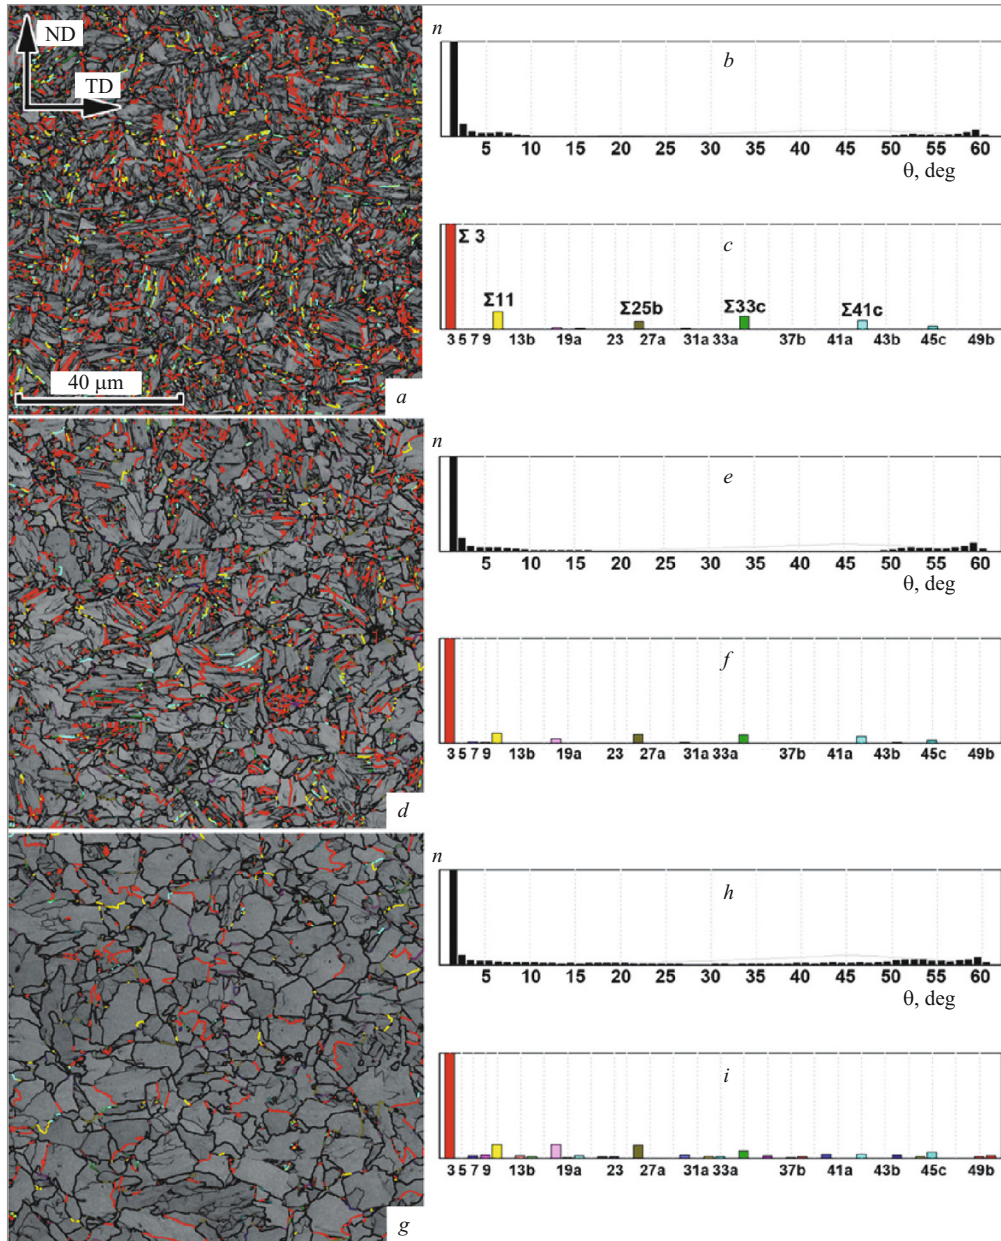 ND
TD
40 μm
a
n
b
5 10 15 20 25 30 35 40 45 50 55 60
θ, deg
c
Σ 3
Σ11
Σ25b
Σ33c
Σ41c
3 5 7 9 13b 19a 23 27a 31a 33a 37b 41a 43b 45c 49b
d
n
e
5 10 15 20 25 30 35 40 45 50 55 60
θ, deg
f
3 5 7 9 13b 19a 23 27a 31a 33a 37b 41a 43b 45c 49b
g
n
h
5 10 15 20 25 30 35 40 45 50 55 60
θ, deg
i
3 5 7 9 13b 19a 23 27a 31a 33a 37b 41a 43b 45c 49b